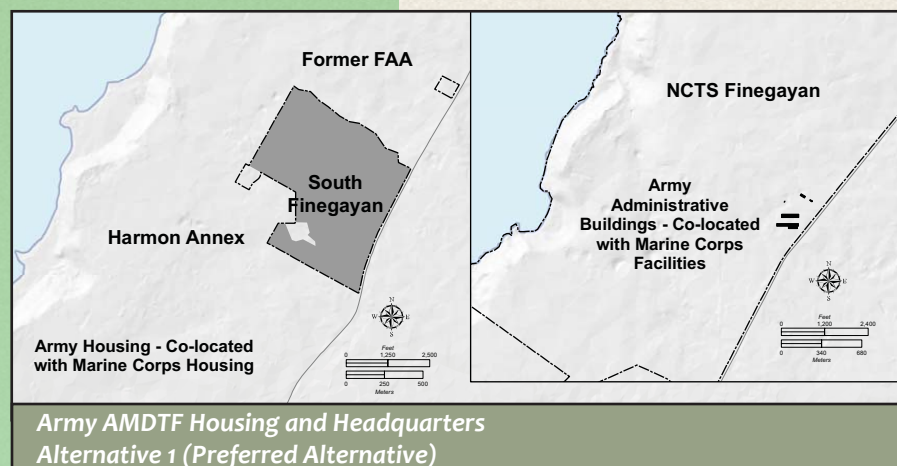 Former FAA
South
Finegayan
Harmon Annex
Army Housing - Co-located
with Marine Corps Housing
N
W E
S
Feet
0 1,250 2,500
0 250 500
Meters
NCTS Finegayan
Army
Administrative
Buildings - Co-located
with Marine Corps
Facilities
N
W E
S
Feet
0 1,200 2,400
0 340 680
Meters
Army AMDTF Housing and Headquarters
Alternative 1 (Preferred Alternative)